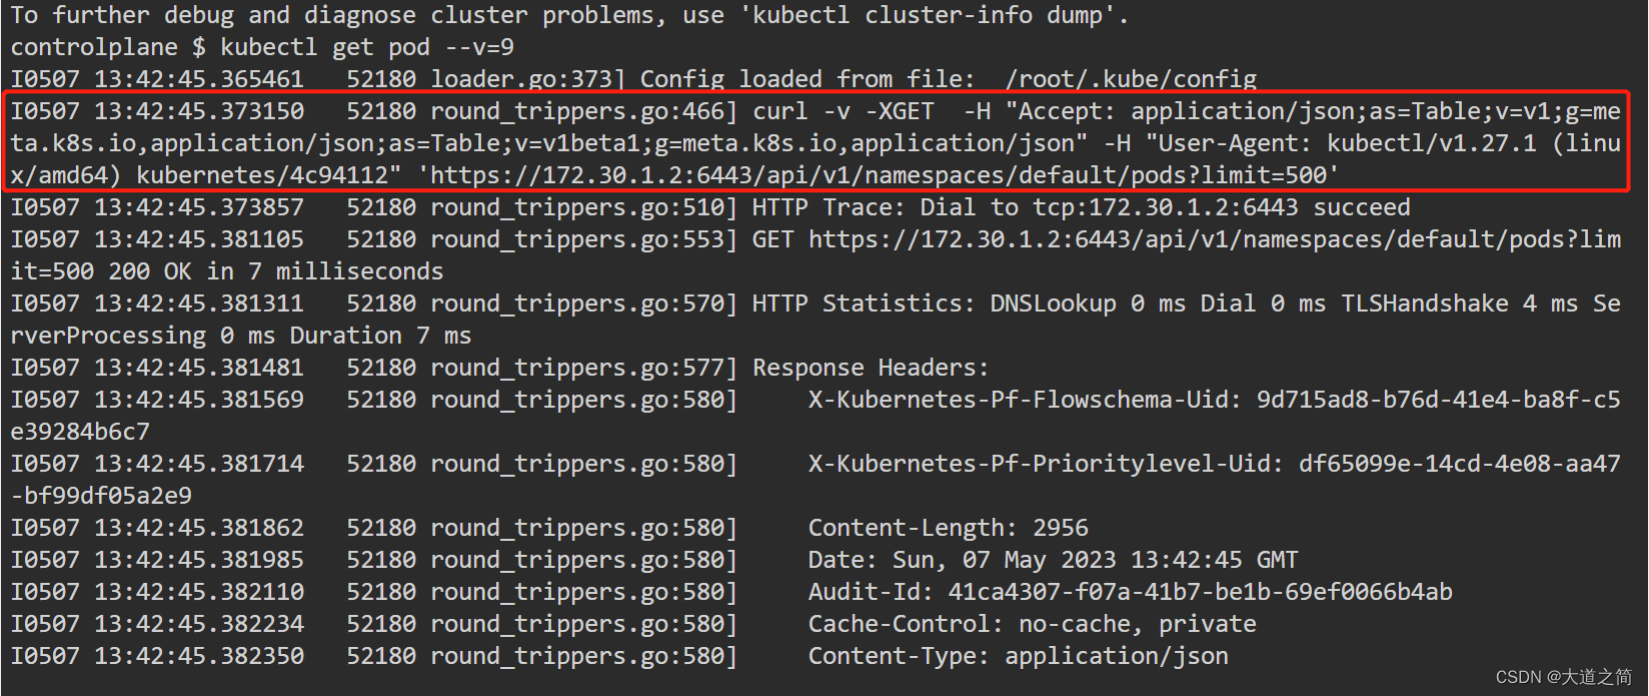 To further debug and diagnose cluster problems, use 'kubectl cluster-info dump'.
controlplane $ kubectl get pod --v=9
I0507 13:42:45.365461   52180 loader.go:373] Config loaded from file:  /root/.kube/config
I0507 13:42:45.373150   52180 round_trippers.go:466] curl -v -XGET  -H "Accept: application/json;as=Table;v=v1;g=me
ta.k8s.io,application/json;as=Table;v=v1beta1;g=meta.k8s.io,application/json" -H "User-Agent: kubectl/v1.27.1 (linu
x/amd64) kubernetes/4c94112" 'https://172.30.1.2:6443/api/v1/namespaces/default/pods?limit=500'
I0507 13:42:45.373857   52180 round_trippers.go:510] HTTP Trace: Dial to tcp:172.30.1.2:6443 succeed
I0507 13:42:45.381105   52180 round_trippers.go:553] GET https://172.30.1.2:6443/api/v1/namespaces/default/pods?lim
it=500 200 OK in 7 milliseconds
I0507 13:42:45.381311   52180 round_trippers.go:570] HTTP Statistics: DNSLookup 0 ms Dial 0 ms TLSHandshake 4 ms Se
rverProcessing 0 ms Duration 7 ms
I0507 13:42:45.381481   52180 round_trippers.go:577] Response Headers:
I0507 13:42:45.381569   52180 round_trippers.go:580]     X-Kubernetes-Pf-Flowschema-Uid: 9d715ad8-b76d-41e4-ba8f-c5
e39284b6c7
I0507 13:42:45.381714   52180 round_trippers.go:580]     X-Kubernetes-Pf-Prioritylevel-Uid: df65099e-14cd-4e08-aa47
-bf99df05a2e9
I0507 13:42:45.381862   52180 round_trippers.go:580]     Content-Length: 2956
I0507 13:42:45.381985   52180 round_trippers.go:580]     Date: Sun, 07 May 2023 13:42:45 GMT
I0507 13:42:45.382110   52180 round_trippers.go:580]     Audit-Id: 41ca4307-f07a-41b7-be1b-69ef0066b4ab
I0507 13:42:45.382234   52180 round_trippers.go:580]     Cache-Control: no-cache, private
I0507 13:42:45.382350   52180 round_trippers.go:580]     Content-Type: application/json
CSDN @大道之简